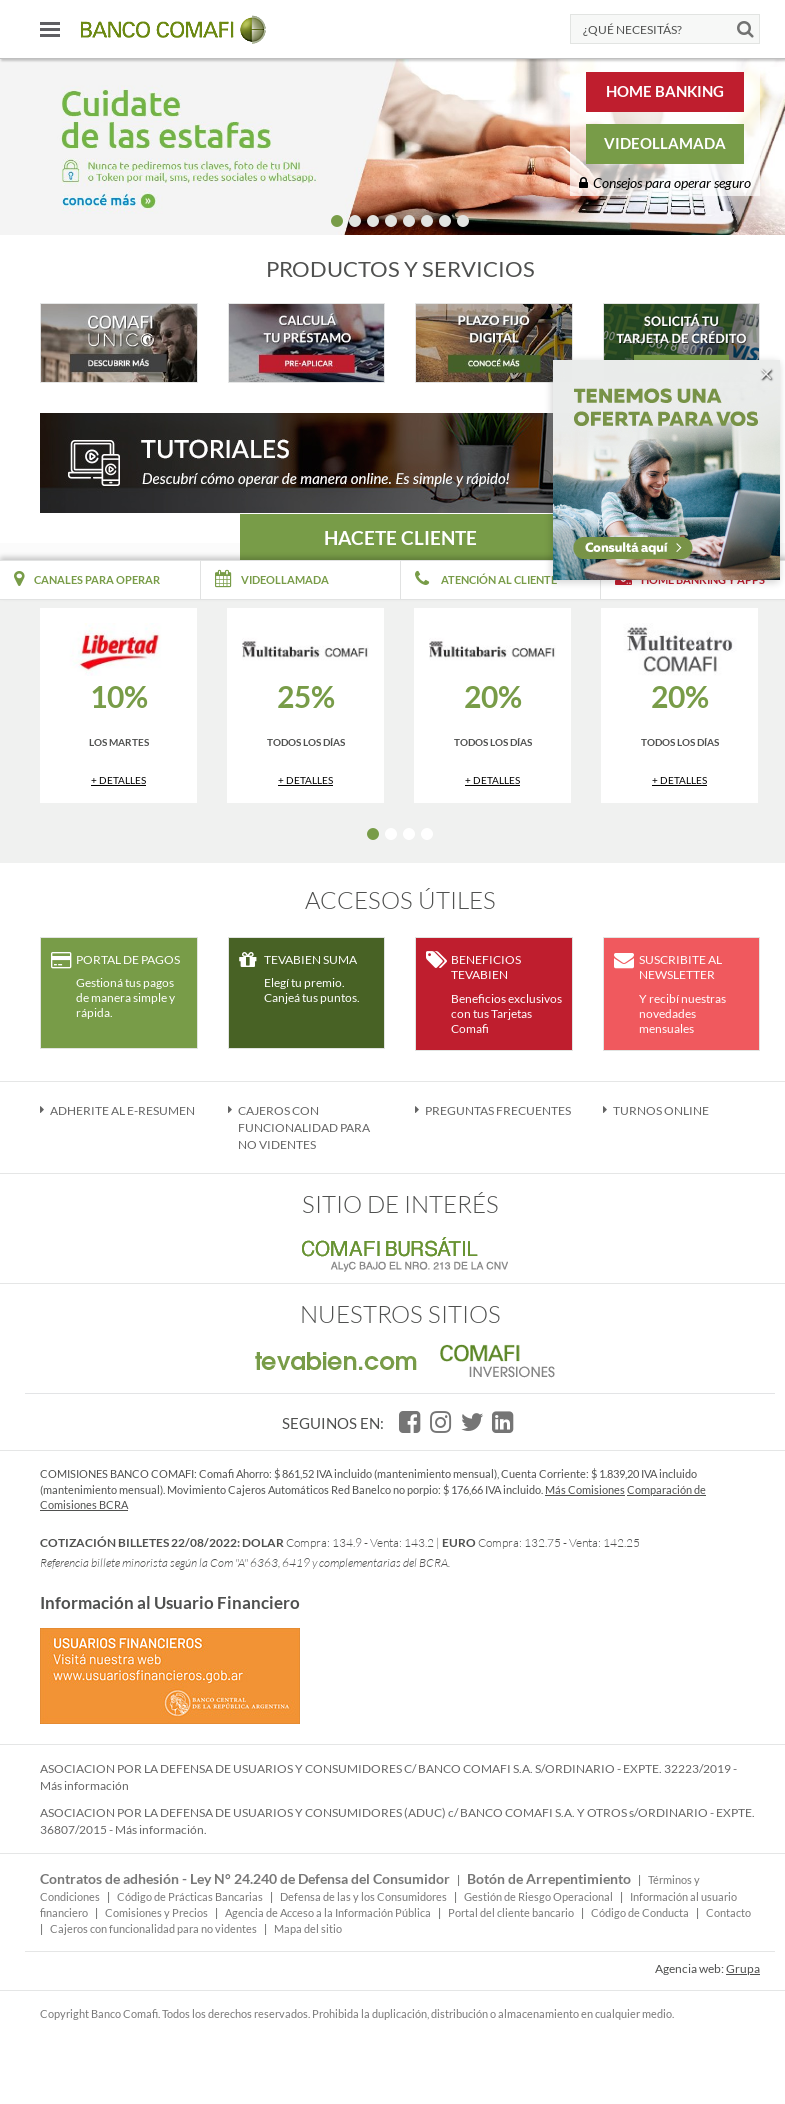 BANCO COMAFI
¿QUÉ NECESITÁS?
Cuidate
de las estafas
Nunca te pediremos tus claves, foto de tu DNI
o Token por mail, sms, redes sociales o whatsapp.
conocé más »
HOME BANKING
VIDEOLLAMADA
Consejos para operar seguro
PRODUCTOS Y SERVICIOS
COMAFI
UNIC@
DESCUBRIR MÁS
CALCULÁ
TU PRÉSTAMO
PRE-APLICAR
PLAZO FIJO
DIGITAL
CONOCÉ MÁS
SOLICITÁ TU
TARJETA DE CRÉDITO
VISA
TENEMOS UNA
OFERTA PARA VOS
Consultá aquí
TUTORIALES
Descubrí cómo operar de manera online. Es simple y rápido!
HACETE CLIENTE
CANALES PARA OPERAR
VIDEOLLAMADA
ATENCIÓN AL CLIENTE
HOME BANKING Y APPS
Libertad
10%
LOS MARTES
+ DETALLES
Multitabaris COMAFI
25%
TODOS LOS DÍAS
+ DETALLES
Multitabaris COMAFI
20%
TODOS LOS DÍAS
+ DETALLES
Multiteatro
COMAFI
20%
TODOS LOS DÍAS
+ DETALLES
ACCESOS ÚTILES
PORTAL DE PAGOS
Gestioná tus pagos
de manera simple y
rápida.
TEVABIEN SUMA
Elegí tu premio.
Canjeá tus puntos.
BENEFICIOS
TEVABIEN
Beneficios exclusivos
con tus Tarjetas
Comafi
SUSCRIBITE AL
NEWSLETTER
Y recibí nuestras
novedades
mensuales
ADHERITE AL E-RESUMEN
CAJEROS CON
FUNCIONALIDAD PARA
NO VIDENTES
PREGUNTAS FRECUENTES
TURNOS ONLINE
SITIO DE INTERÉS
COMAFI BURSÁTIL
ALyC BAJO EL NRO. 213 DE LA CNV
NUESTROS SITIOS
tevabien.com
COMAFI
INVERSIONES
SEGUINOS EN:
COMISIONES BANCO COMAFI: Comafi Ahorro: $ 861,52 IVA incluido (mantenimiento mensual), Cuenta Corriente: $ 1.839,20 IVA incluido
(mantenimiento mensual). Movimiento Cajeros Automáticos Red Banelco no porpio: $ 176,66 IVA incluido. Más Comisiones Comparación de
Comisiones BCRA
COTIZACIÓN BILLETES 22/08/2022: DOLAR Compra: 134.9 - Venta: 143.2 | EURO Compra: 132.75 - Venta: 142.25
Referencia billete minorista según la Com "A" 6363, 6419 y complementarias del BCRA.
Información al Usuario Financiero
USUARIOS FINANCIEROS
Visitá nuestra web
www.usuariosfinancieros.gob.ar
BANCO CENTRAL
DE LA REPÚBLICA ARGENTINA
ASOCIACION POR LA DEFENSA DE USUARIOS Y CONSUMIDORES C/ BANCO COMAFI S.A. S/ORDINARIO - EXPTE. 32223/2019 -
Más información
ASOCIACION POR LA DEFENSA DE USUARIOS Y CONSUMIDORES (ADUC) c/ BANCO COMAFI S.A. Y OTROS s/ORDINARIO - EXPTE.
36807/2015 - Más información.
Contratos de adhesión - Ley N° 24.240 de Defensa del Consumidor | Botón de Arrepentimiento | Términos y
Condiciones | Código de Prácticas Bancarias | Defensa de las y los Consumidores | Gestión de Riesgo Operacional | Información al usuario
financiero | Comisiones y Precios | Agencia de Acceso a la Información Pública | Portal del cliente bancario | Código de Conducta | Contacto
| Cajeros con funcionalidad para no videntes | Mapa del sitio
Agencia web: Grupa
Copyright Banco Comafi. Todos los derechos reservados. Prohibida la duplicación, distribución o almacenamiento en cualquier medio.